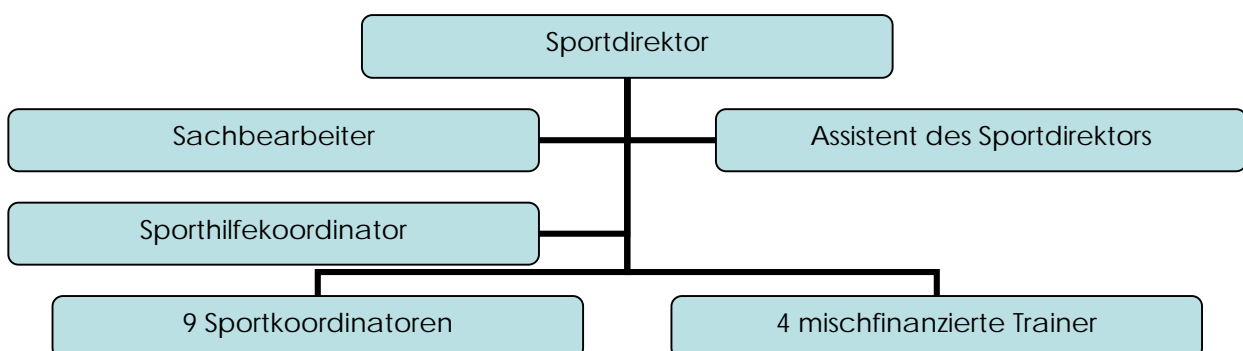 Sportdirektor
Sachbearbeiter
Assistent des Sportdirektors
Sporthilfekoordinator
9 Sportkoordinatoren
4 mischfinanzierte Trainer